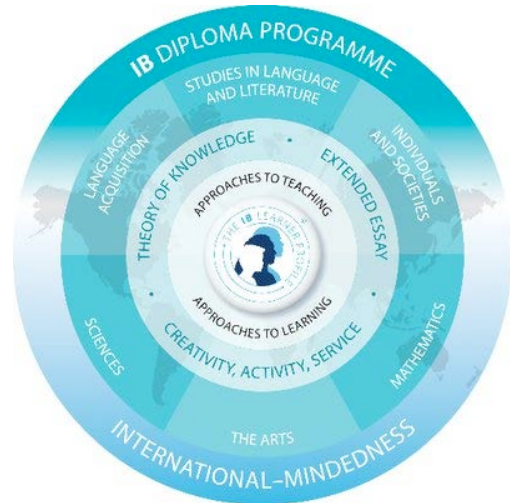 IB DIPLOMA PROGRAMME
STUDIES IN LANGUAGE
AND LITERATURE
LANGUAGE
ACQUISITION
INDIVIDUALS
AND SOCIETIES
THEORY OF KNOWLEDGE
•
EXTENDED ESSAY
APPROACHES TO TEACHING
THE IB LEARNER PROFILE
APPROACHES TO LEARNING
•
CREATIVITY, ACTIVITY, SERVICE
•
SCIENCES
MATHEMATICS
THE ARTS
INTERNATIONAL–MINDEDNESS